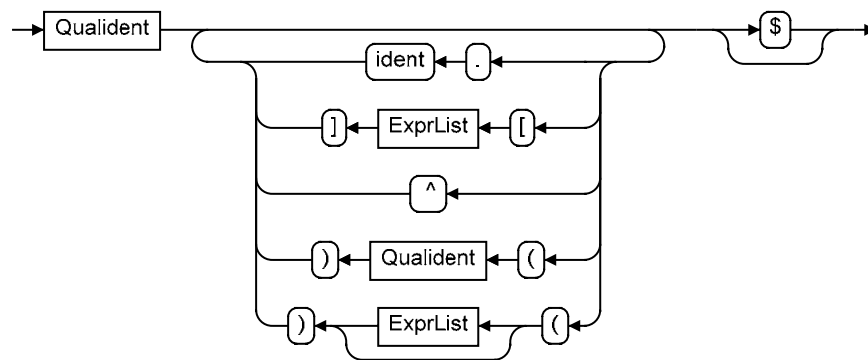 Qualident $
ident .
] ExprList [
^
) Qualident (
) ExprList (